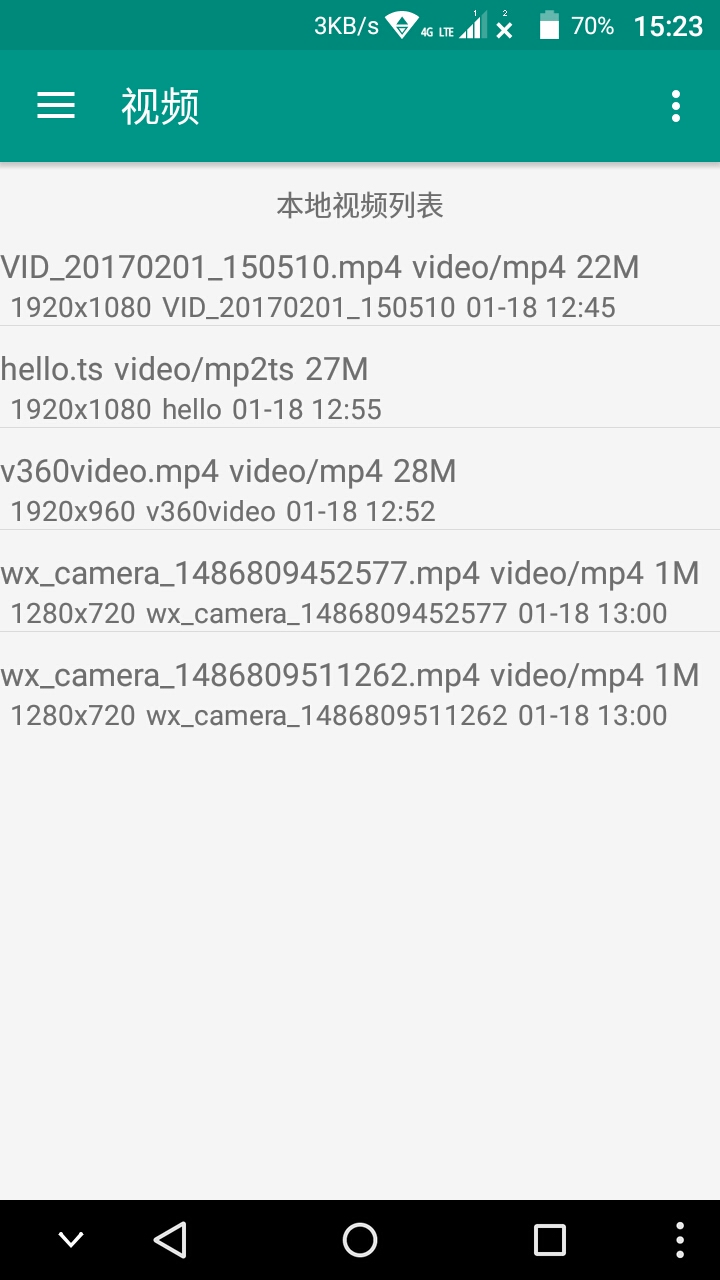 3KB/s 4G LTE 1 2 70% 15:23
视频
本地视频列表
VID_20170201_150510.mp4 video/mp4 22M
1920x1080 VID_20170201_150510 01-18 12:45
hello.ts video/mp2ts 27M
1920x1080 hello 01-18 12:55
v360video.mp4 video/mp4 28M
1920x960 v360video 01-18 12:52
wx_camera_1486809452577.mp4 video/mp4 1M
1280x720 wx_camera_1486809452577 01-18 13:00
wx_camera_1486809511262.mp4 video/mp4 1M
1280x720 wx_camera_1486809511262 01-18 13:00